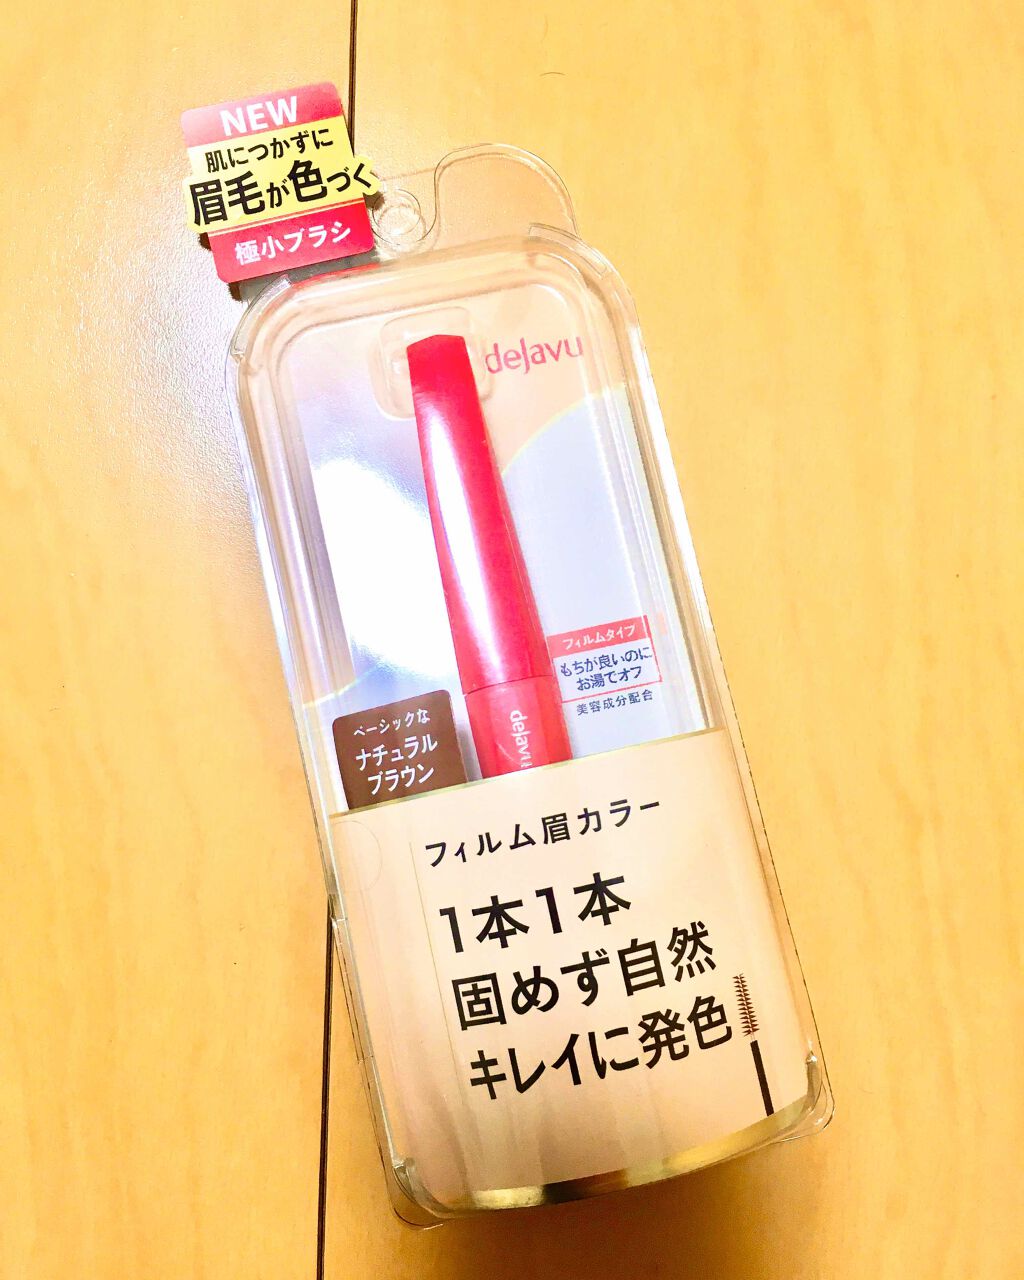 NEW
肌につかずに
眉毛が色づく
極小ブラシ
dejavu
フィルムタイプ
もちが良いのに
お湯でオフ
美容成分配合
ベーシックな
ナチュラル
ブラウン
dejavu
フィルム眉カラー
1本1本
固めず自然
キレイに発色